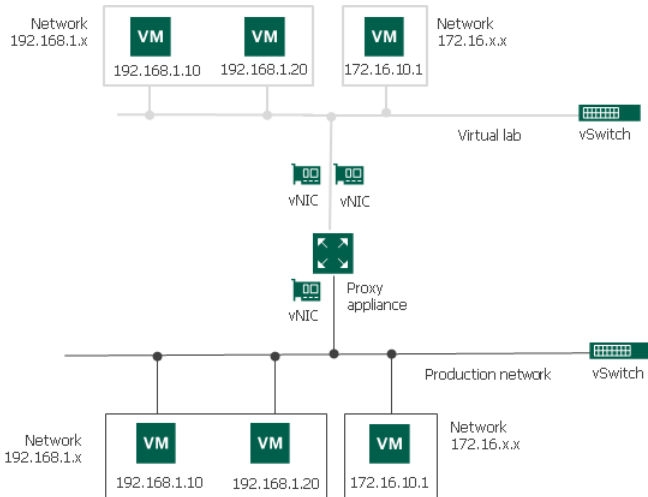 Network
192.168.1.x
VM
VM
VM
Network
172.16.x.x
192.168.1.10
192.168.1.20
172.16.10.1
Virtual lab
vSwitch
vNIC
vNIC
Proxy
appliance
vNIC
Production network
vSwitch
Network
192.168.1.x
VM
VM
VM
Network
172.16.x.x
192.168.1.10
192.168.1.20
172.16.10.1